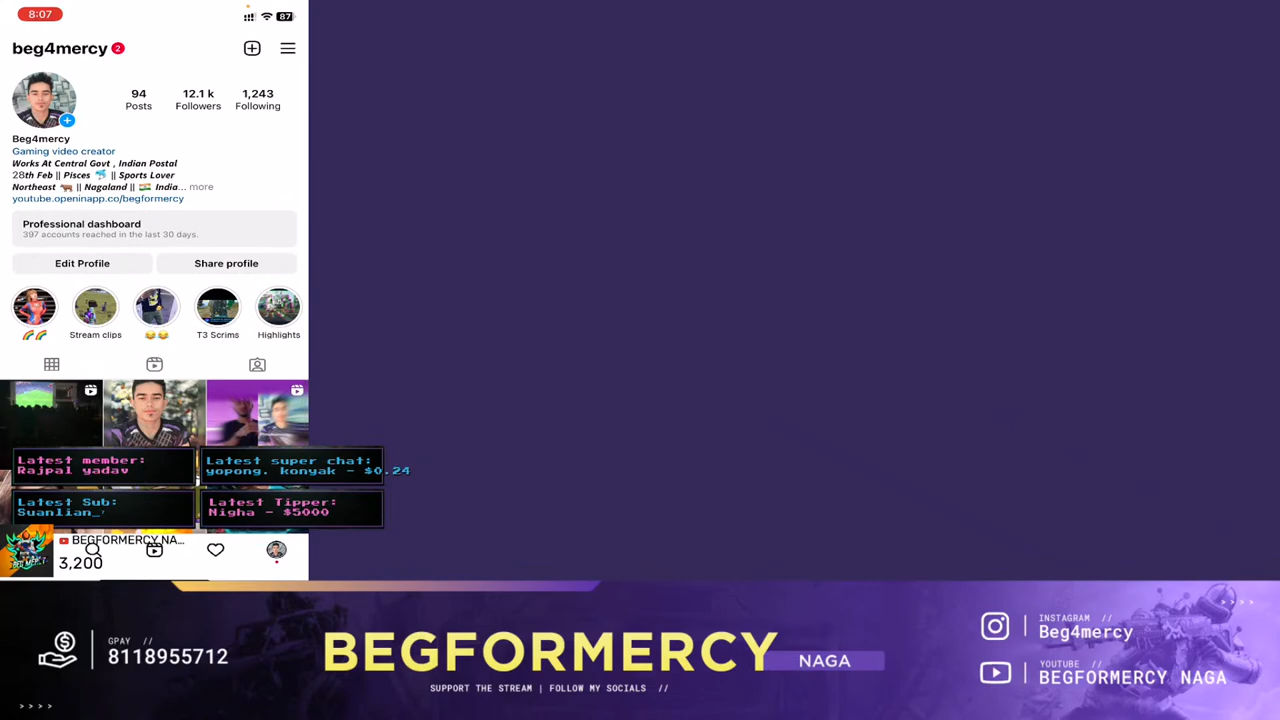 8:07
87
beg4mercy 2
94
Posts
12.1 k
Followers
1,243
Following
Beg4mercy
Gaming video creator
Works At Central Govt , Indian Postal
28th Feb || Pisces || Sports Lover
Northeast || Nagaland || India... more
youtube.openinapp.co/begformercy
Professional dashboard
397 accounts reached in the last 30 days.
Edit Profile
Share profile
Stream clips
T3 Scrims
Highlights
Latest member:
Rajpal yadav
Latest super chat:
yopong. konyak - $0.24
Latest Sub:
Suanlian_
Latest Tipper:
Nigha - $5000
BEGFORMERCY NA...
3,200
GPAY //
8118955712
BEGFORMERCY
NAGA
SUPPORT THE STREAM | FOLLOW MY SOCIALS //
INSTAGRAM //
Beg4mercy
YOUTUBE //
BEGFORMERCY NAGA
> > > >
> > > >